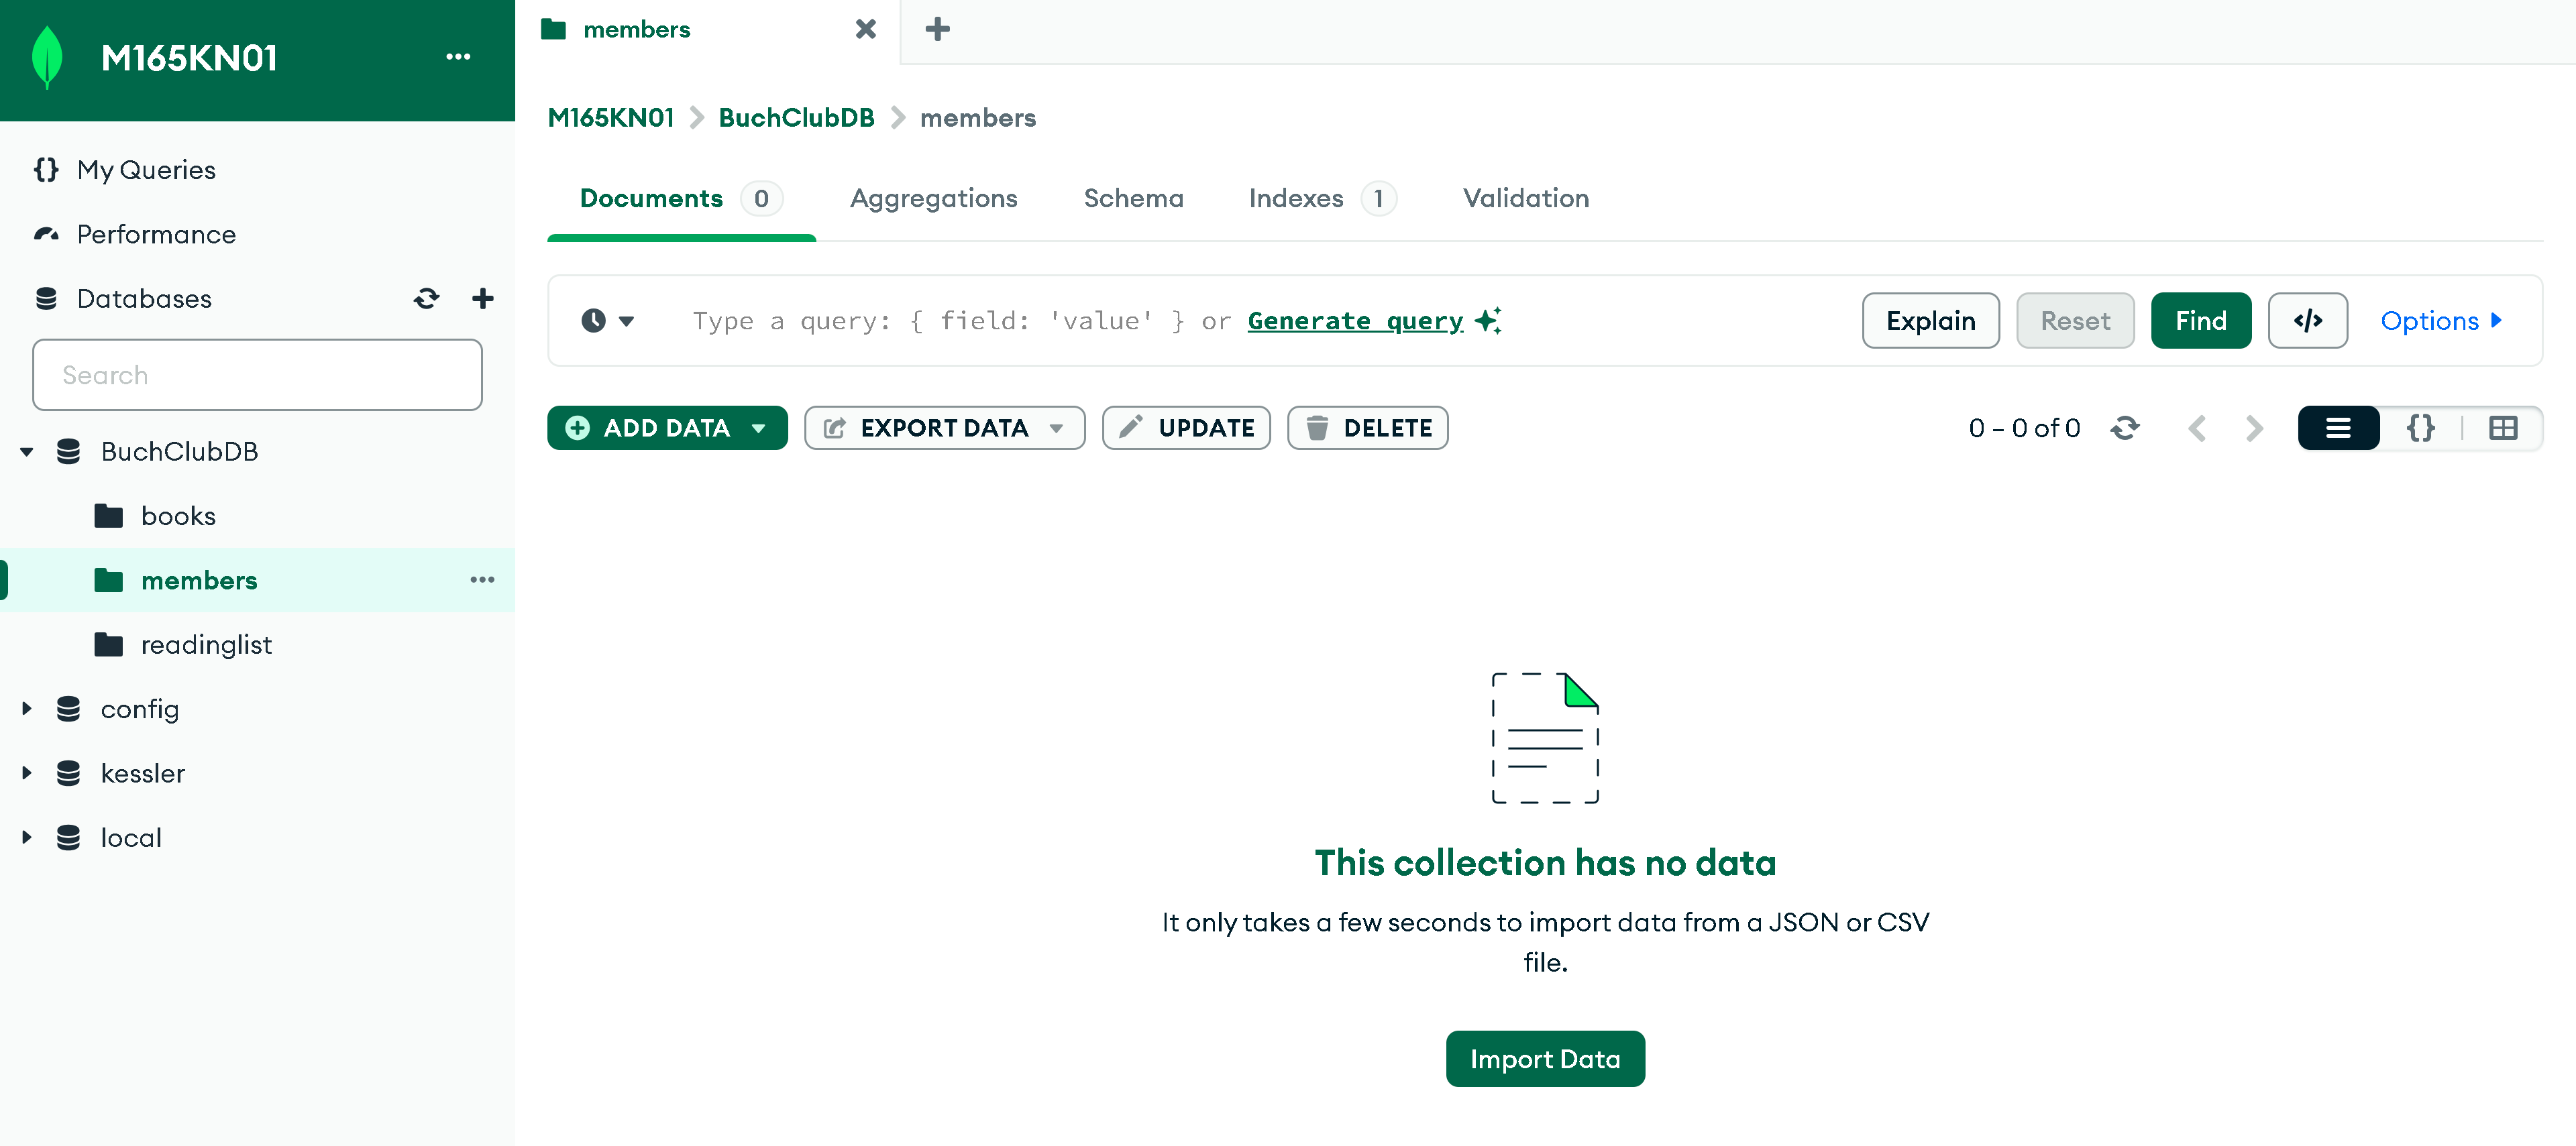 M165KN01
My Queries
Performance
Databases
Search
BuchClubDB
books
members
readinglist
config
kessler
local
members
M165KN01 BuchClubDB members
Documents 0 Aggregations Schema Indexes 1 Validation
Type a query: { field: 'value' } or Generate query Explain Reset Find </> Options
ADD DATA EXPORT DATA UPDATE DELETE 0 – 0 of 0 {}
This collection has no data
It only takes a few seconds to import data from a JSON or CSV
file.
Import Data